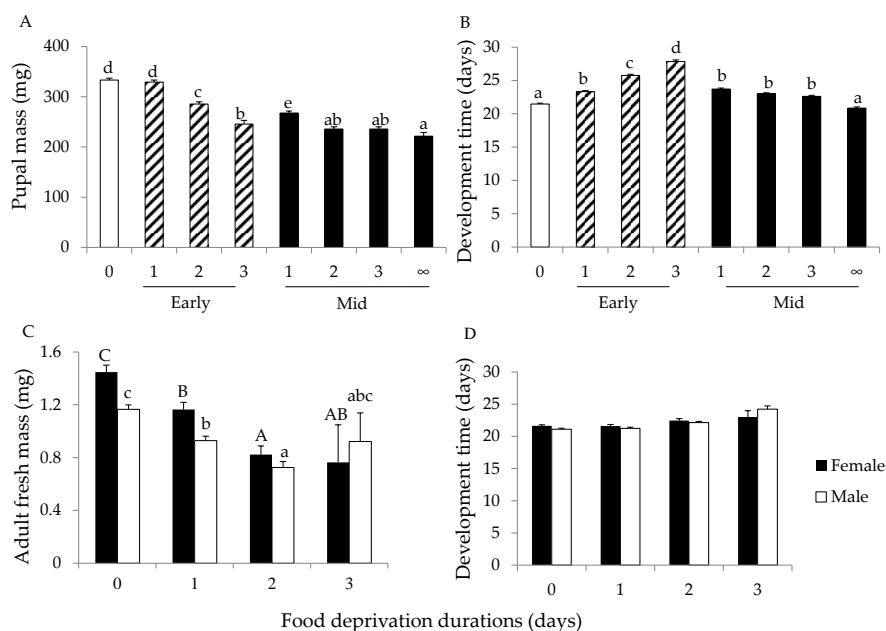 A
Pupal mass (mg)
400
300
200
100
0
d
d
c
b
e
ab
ab
a
0 1 2 3 1 2 3 ∞
Early Mid
B
Development time (days)
30
25
20
15
10
5
0
a
b
c
d
b
b
b
a
0 1 2 3 1 2 3 ∞
Early Mid
C
Adult fresh mass (mg)
1.6
1.2
0.8
0.4
0
C
c
B
b
A
a
AB
abc
0 1 2 3
D
Development time (days)
30
25
20
15
10
5
0
0 1 2 3
Female
Male
Food deprivation durations (days)